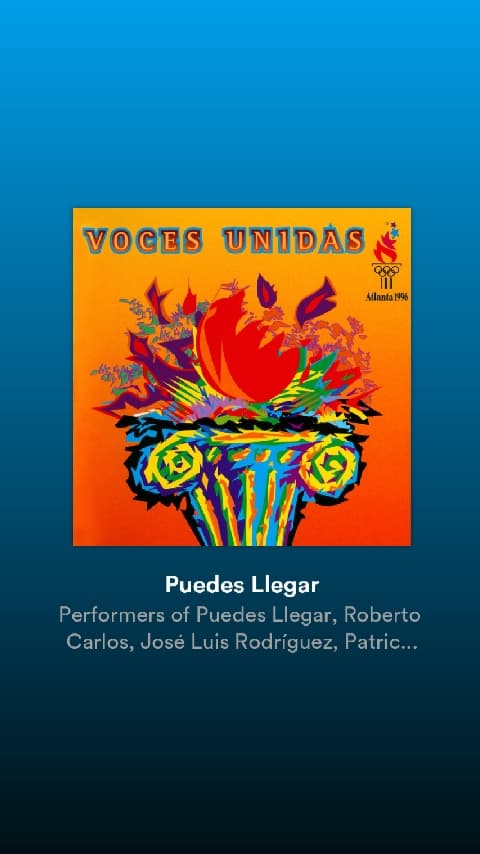 VOCES UNIDAS
Atlanta 1996
Puedes Llegar
Performers of Puedes Llegar, Roberto
Carlos, José Luis Rodríguez, Patric...